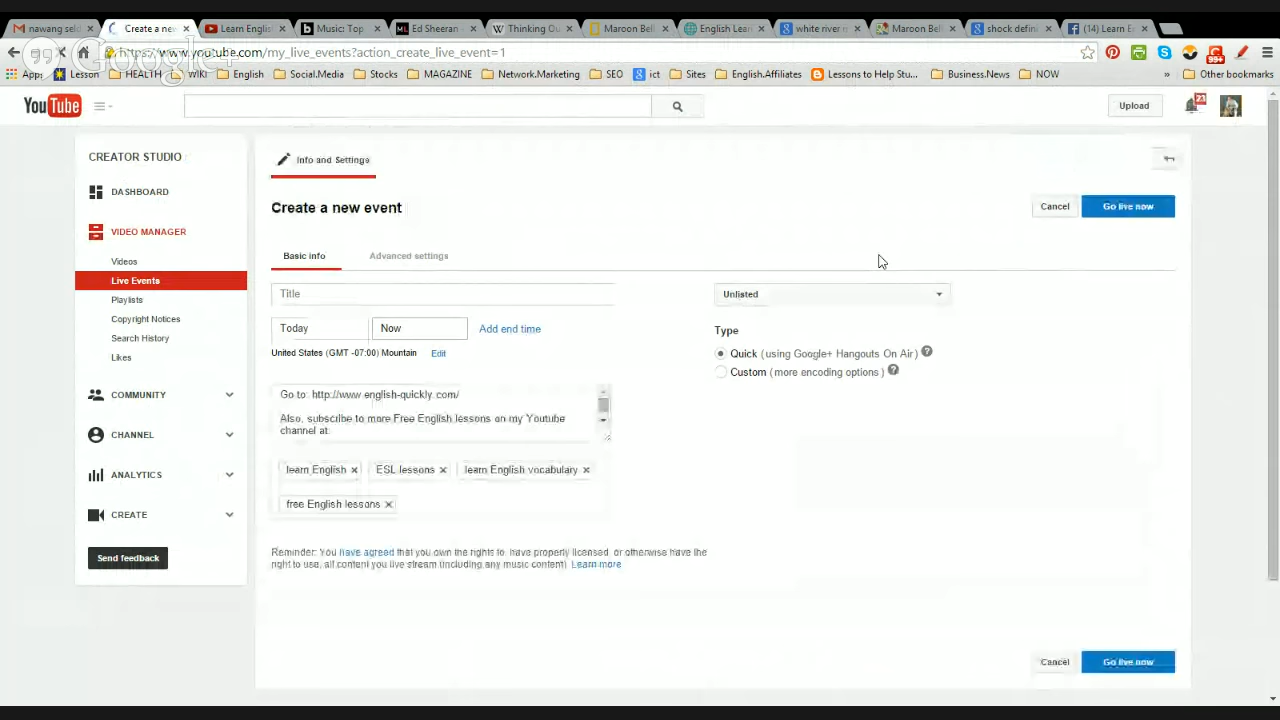 nawang seld
Create a new
Learn English
Music: Top
Ed Sheeran
Thinking Ou
Maroon Bell
English Lear
white river
Maroon Bell
shock defini
(14) Learn E
Google+
https://www.youtube.com/my_live_events?action_create_live_event=1
99+
Apps
Lesson
HEALTH
WIKI
English
Social.Media
Stocks
MAGAZINE
Network.Marketing
SEO
ict
Sites
English.Affiliates
Lessons to Help Stu...
Business.News
NOW
»
Other bookmarks
YouTube
Upload
23
CREATOR STUDIO
DASHBOARD
VIDEO MANAGER
Videos
Live Events
Playlists
Copyright Notices
Search History
Likes
COMMUNITY
CHANNEL
ANALYTICS
CREATE
Send feedback
Info and Settings
Create a new event
Cancel
Go live now
Basic info
Advanced settings
Title
Today
Now
Add end time
United States (GMT -07:00) Mountain
Edit
Go to: http://www.english-quickly.com/
Also, subscribe to more Free English lessons on my Youtube
channel at:
learn English ×
ESL lessons ×
learn English vocabulary ×
free English lessons ×
Unlisted
Type
Quick (using Google+ Hangouts On Air) ?
Custom (more encoding options) ?
Reminder: You have agreed that you own the rights to, have properly licensed, or otherwise have the
right to use, all content you live stream (including any music content). Learn more
Cancel
Go live now